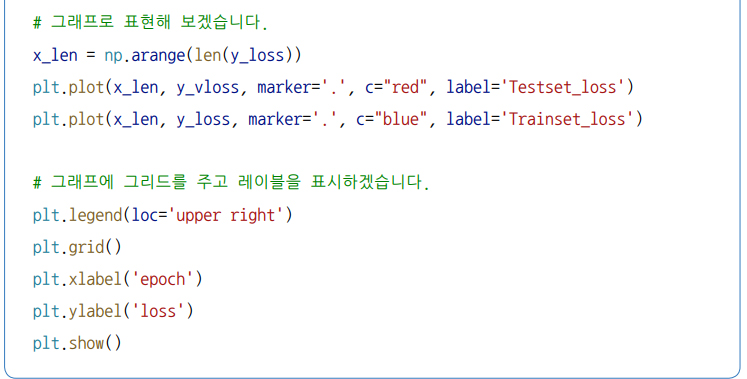 # 그래프로 표현해 보겠습니다.
x_len = np.arange(len(y_loss))
plt.plot(x_len, y_vloss, marker='.', c="red", label='Testset_loss')
plt.plot(x_len, y_loss, marker='.', c="blue", label='Trainset_loss')
# 그래프에 그리드를 주고 레이블을 표시하겠습니다.
plt.legend(loc='upper right')
plt.grid()
plt.xlabel('epoch')
plt.ylabel('loss')
plt.show()